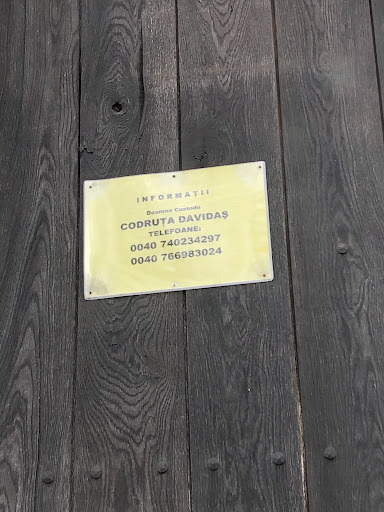 INFORMAȚII
Doamna Custode
CODRUȚA DAVIDAȘ
TELEFOANE:
0040 740234297
0040 766983024